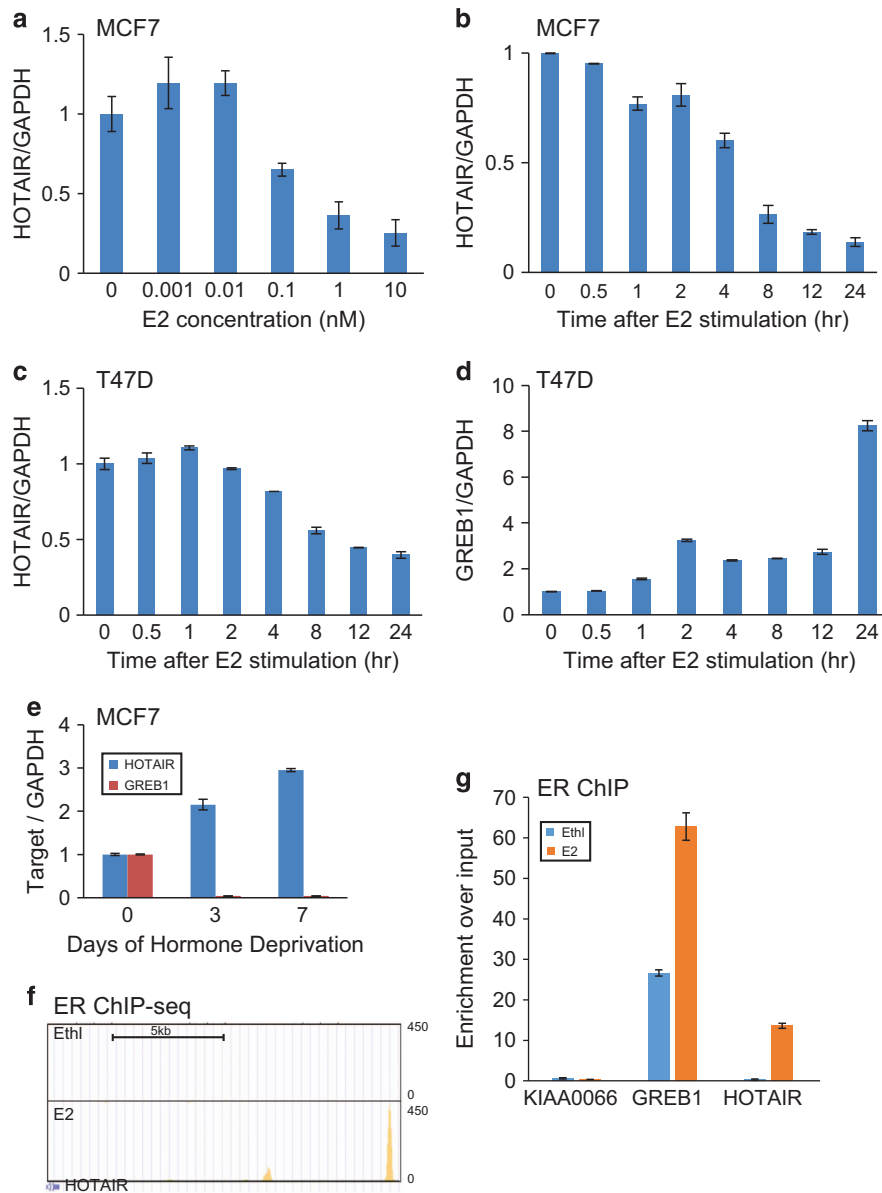 a MCF7
1.5
1
0.5
0
HOTAIR/GAPDH
0 0.001 0.01 0.1 1 10
E2 concentration (nM)
b MCF7
1
0.5
0
HOTAIR/GAPDH
0 0.5 1 2 4 8 12 24
Time after E2 stimulation (hr)
c T47D
1.5
1
0.5
0
HOTAIR/GAPDH
0 0.5 1 2 4 8 12 24
Time after E2 stimulation (hr)
d T47D
10
8
6
4
2
0
GREB1/GAPDH
0 0.5 1 2 4 8 12 24
Time after E2 stimulation (hr)
e MCF7
4
3
2
1
0
Target / GAPDH
HOTAIR
GREB1
0 3 7
Days of Hormone Deprivation
f ER ChIP-seq
Ethl
5kb
450
0
E2
450
0
HOTAIR
g ER ChIP
70
60
50
40
30
20
10
0
Enrichment over input
Ethl
E2
KIAA0066 GREB1 HOTAIR